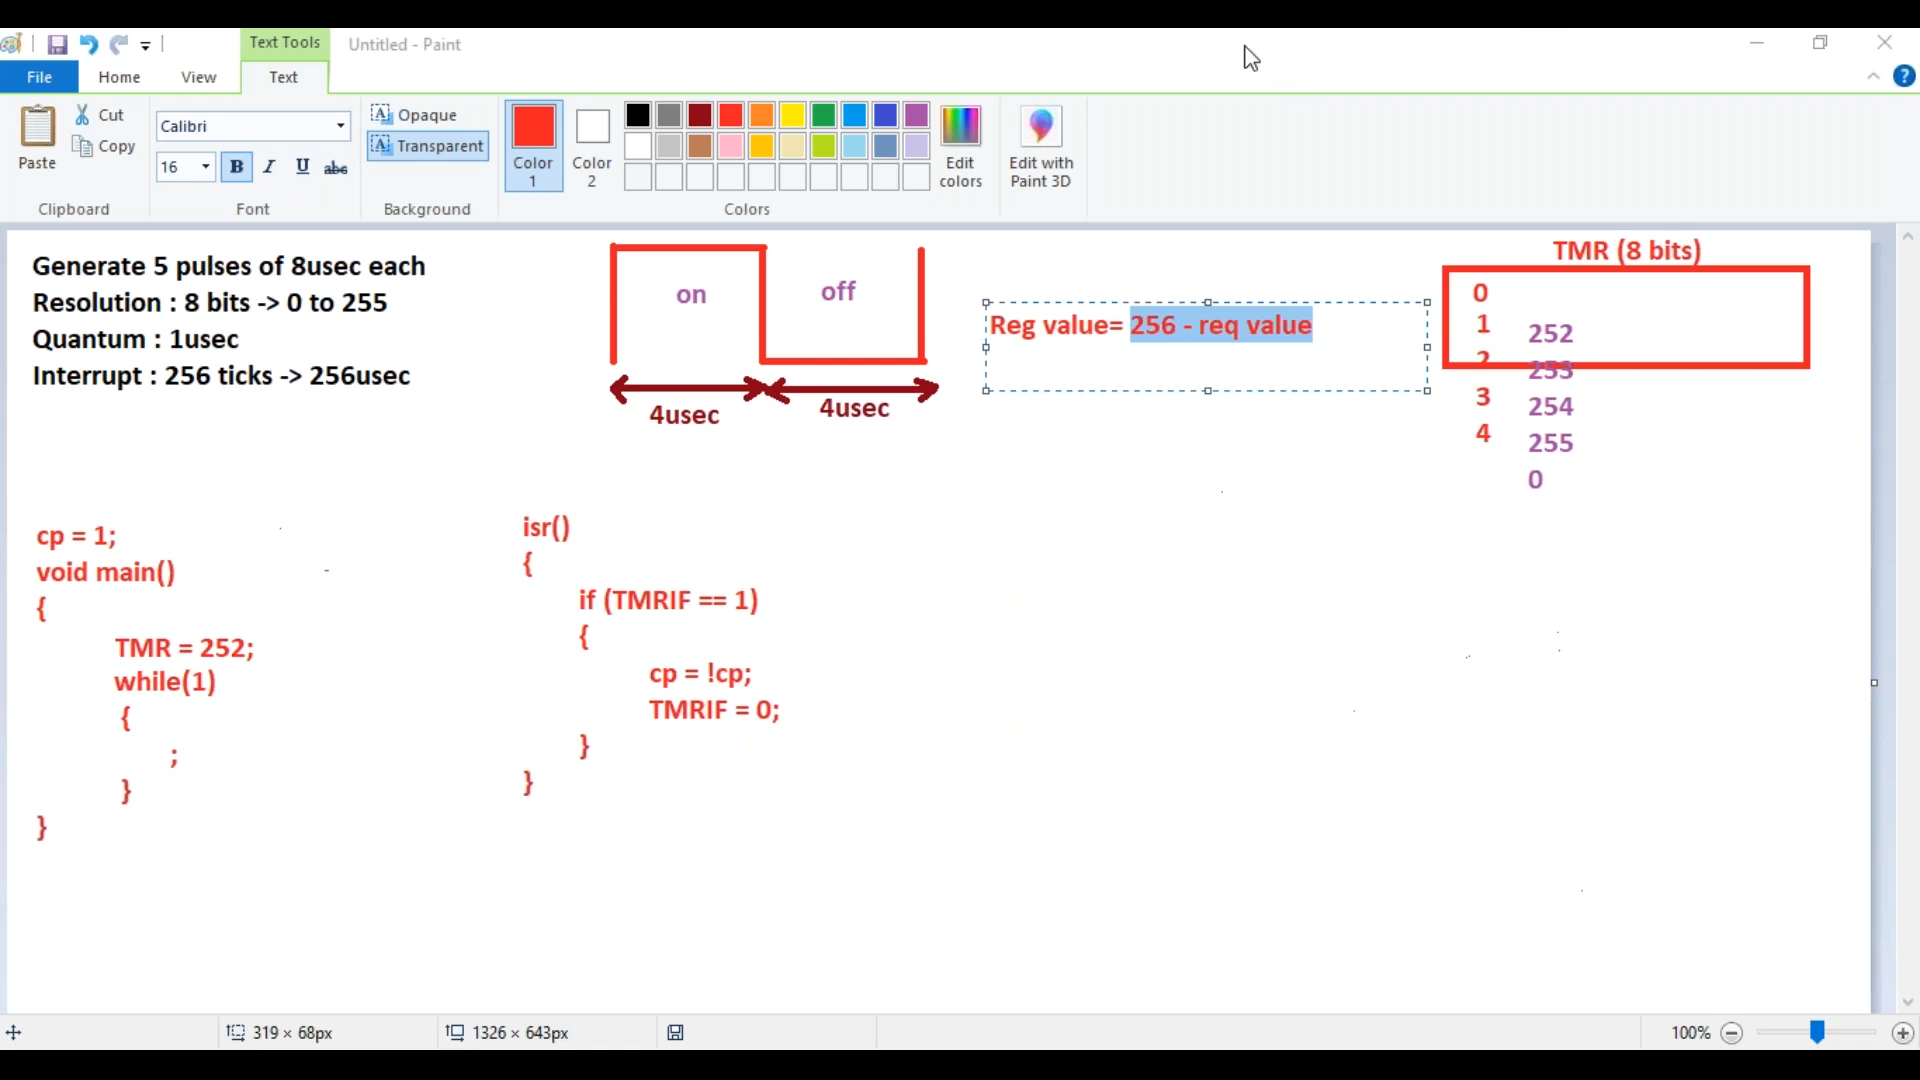 Text Tools
Untitled - Paint
File
Home
View
Text
Paste
Cut
Copy
Clipboard
Calibri
16
B
I
U
abc
Font
Opaque
Transparent
Background
Color
1
Color
2
Edit
colors
Edit with
Paint 3D
Colors
Generate 5 pulses of 8usec each
Resolution : 8 bits -> 0 to 255
Quantum : 1usec
Interrupt : 256 ticks -> 256usec
on
off
4usec
4usec
Reg value= 256 - req value
TMR (8 bits)
0
1
2
3
4
252
253
254
255
0
cp = 1;
void main()
{
TMR = 252;
while(1)
{
;
}
}
isr()
{
if (TMRIF == 1)
{
cp = !cp;
TMRIF = 0;
}
}
319 × 68px
1326 × 643px
100%